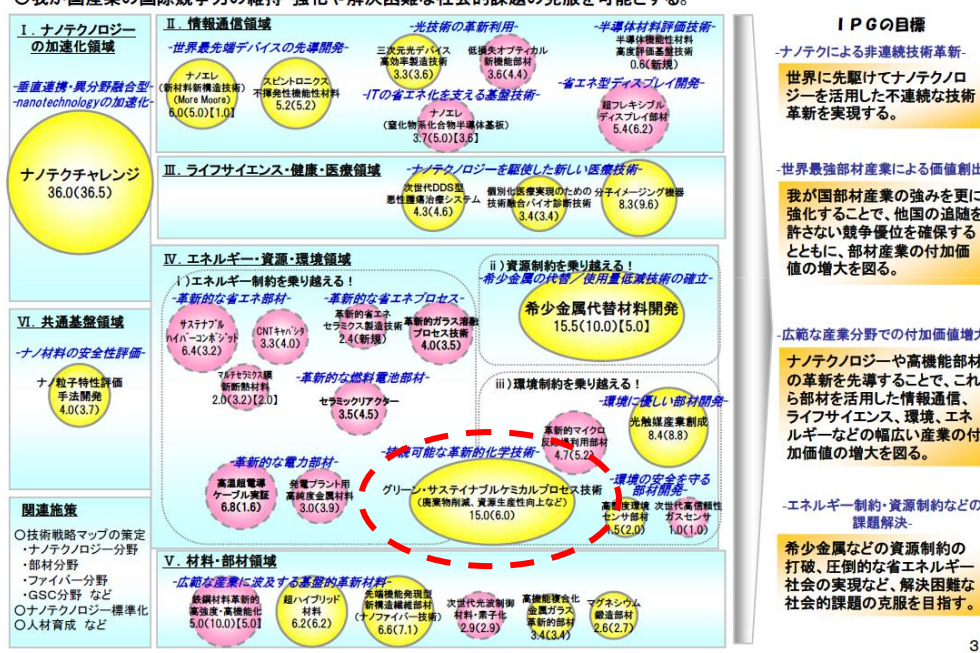 〇我が国産業の国際競争力の維持・強化や解決困難な社会的課題の克服を可能とする。
Ⅰ．ナノテクノロジー
の加速化領域
-垂直連携・異分野融合型-
-nanotechnologyの加速化-
ナノテクチャレンジ
36.0(36.5)
Ⅵ．共通基盤領域
-ナノ材料の安全性評価-
ナノ粒子特性評価
手法開発
4.0(3.7)
関連施策
〇技術戦略マップの策定
・ナノテクノロジー分野
・部材分野
・ファイバー分野
・GSC分野 など
〇ナノテクノロジー標準化
〇人材育成 など
Ⅱ．情報通信領域
-世界最先端デバイスの先導開発-
ナノエレ
(新材料新構造技術)
(More Moore)
6.0(5.0)【1.0】
スピントロニクス
不揮発性機能性材料
5.2(5.2)
-光技術の革新利用-
三次元光デバイス
高効率製造技術
3.3(3.6)
低損失オプティカル
新機能部材
3.6(4.4)
-ITの省エネ化を支える基盤技術-
ナノエレ
(窒化物系化合物半導体基板)
3.7(5.0)【3.6】
-半導体材料評価技術-
半導体機能性材料
高度評価基盤技術
0.6(新規)
-省エネ型ディスプレイ開発-
超フレキシブル
ディスプレイ部材
5.4(6.2)
Ⅲ．ライフサイエンス・健康・医療領域
-ナノテクノロジーを駆使した新しい医療技術-
次世代DDS型
悪性腫瘍治療システム
4.3(4.6)
個別化医療実現のための
技術融合バイオ診断技術
3.4(3.4)
分子イメージング機器
8.3(9.6)
Ⅳ．エネルギー・資源・環境領域
ⅰ)エネルギー制約を乗り越える！
-革新的な省エネ部材-
サステナブル
ハイパーコンポジット
6.4(3.2)
CNTキャパシタ
3.3(4.0)
マルチセラミクス膜
新断熱材料
2.0(3.2)【2.0】
-革新的な省エネプロセス-
革新的省エネ
セラミクス製造技術
2.4(新規)
革新的ガラス溶融
プロセス技術
4.0(3.5)
-革新的な燃料電池部材-
セラミックリアクター
3.5(4.5)
-革新的な電力部材-
高温超電導
ケーブル実証
6.8(1.6)
発電プラント用
高純度金属材料
3.0(3.9)
ⅱ)資源制約を乗り越える！
-希少金属の代替／使用量低減技術の確立-
希少金属代替材料開発
15.5(10.0)【5.0】
ⅲ)環境制約を乗り越える！
-環境に優しい部材開発-
光触媒産業創成
8.4(8.8)
革新的マイクロ
反応場利用部材
4.7(5.2)
-持続可能な革新的化学技術-
グリーン・サステイナブルケミカルプロセス技術
(廃棄物削減、資源生産性向上など)
15.0(6.0)
-環境の安全を守る
部材開発-
高感度環境
センサ部材
1.5(2.0)
次世代高信頼性
ガスセンサ
1.0(1.0)
Ⅴ．材料・部材領域
-広範な産業に波及する基盤的革新材料-
鉄鋼材料革新的
高強度・高機能化
5.0(10.0)【5.0】
超ハイブリッド
材料
6.2(6.2)
先端機能発現型
新構造繊維部材
(ナノファイバー技術)
6.6(7.1)
次世代光波制御
材料・素子化
2.9(2.9)
高機能複合化
金属ガラス
革新的部材
3.4(3.4)
マグネシウム
鍛造部材
2.6(2.7)
ＩＰＧの目標
-ナノテクによる非連続技術革新-
世界に先駆けてナノテクノロ
ジーを活用した不連続な技術
革新を実現する。
-世界最強部材産業による価値創出
我が国部材産業の強みを更に
強化することで、他国の追随を
許さない競争優位を確保する
とともに、部材産業の付加価
値の増大を図る。
-広範な産業分野での付加価値増大
ナノテクノロジーや高機能部材
の革新を先導することで、これ
ら部材を活用した情報通信、
ライフサイエンス、環境、エネ
ルギーなどの幅広い産業の付
加価値の増大を図る。
-エネルギー制約・資源制約などの
課題解決-
希少金属などの資源制約の
打破、圧倒的な省エネルギー
社会の実現など、解決困難な
社会的課題の克服を目指す。
3